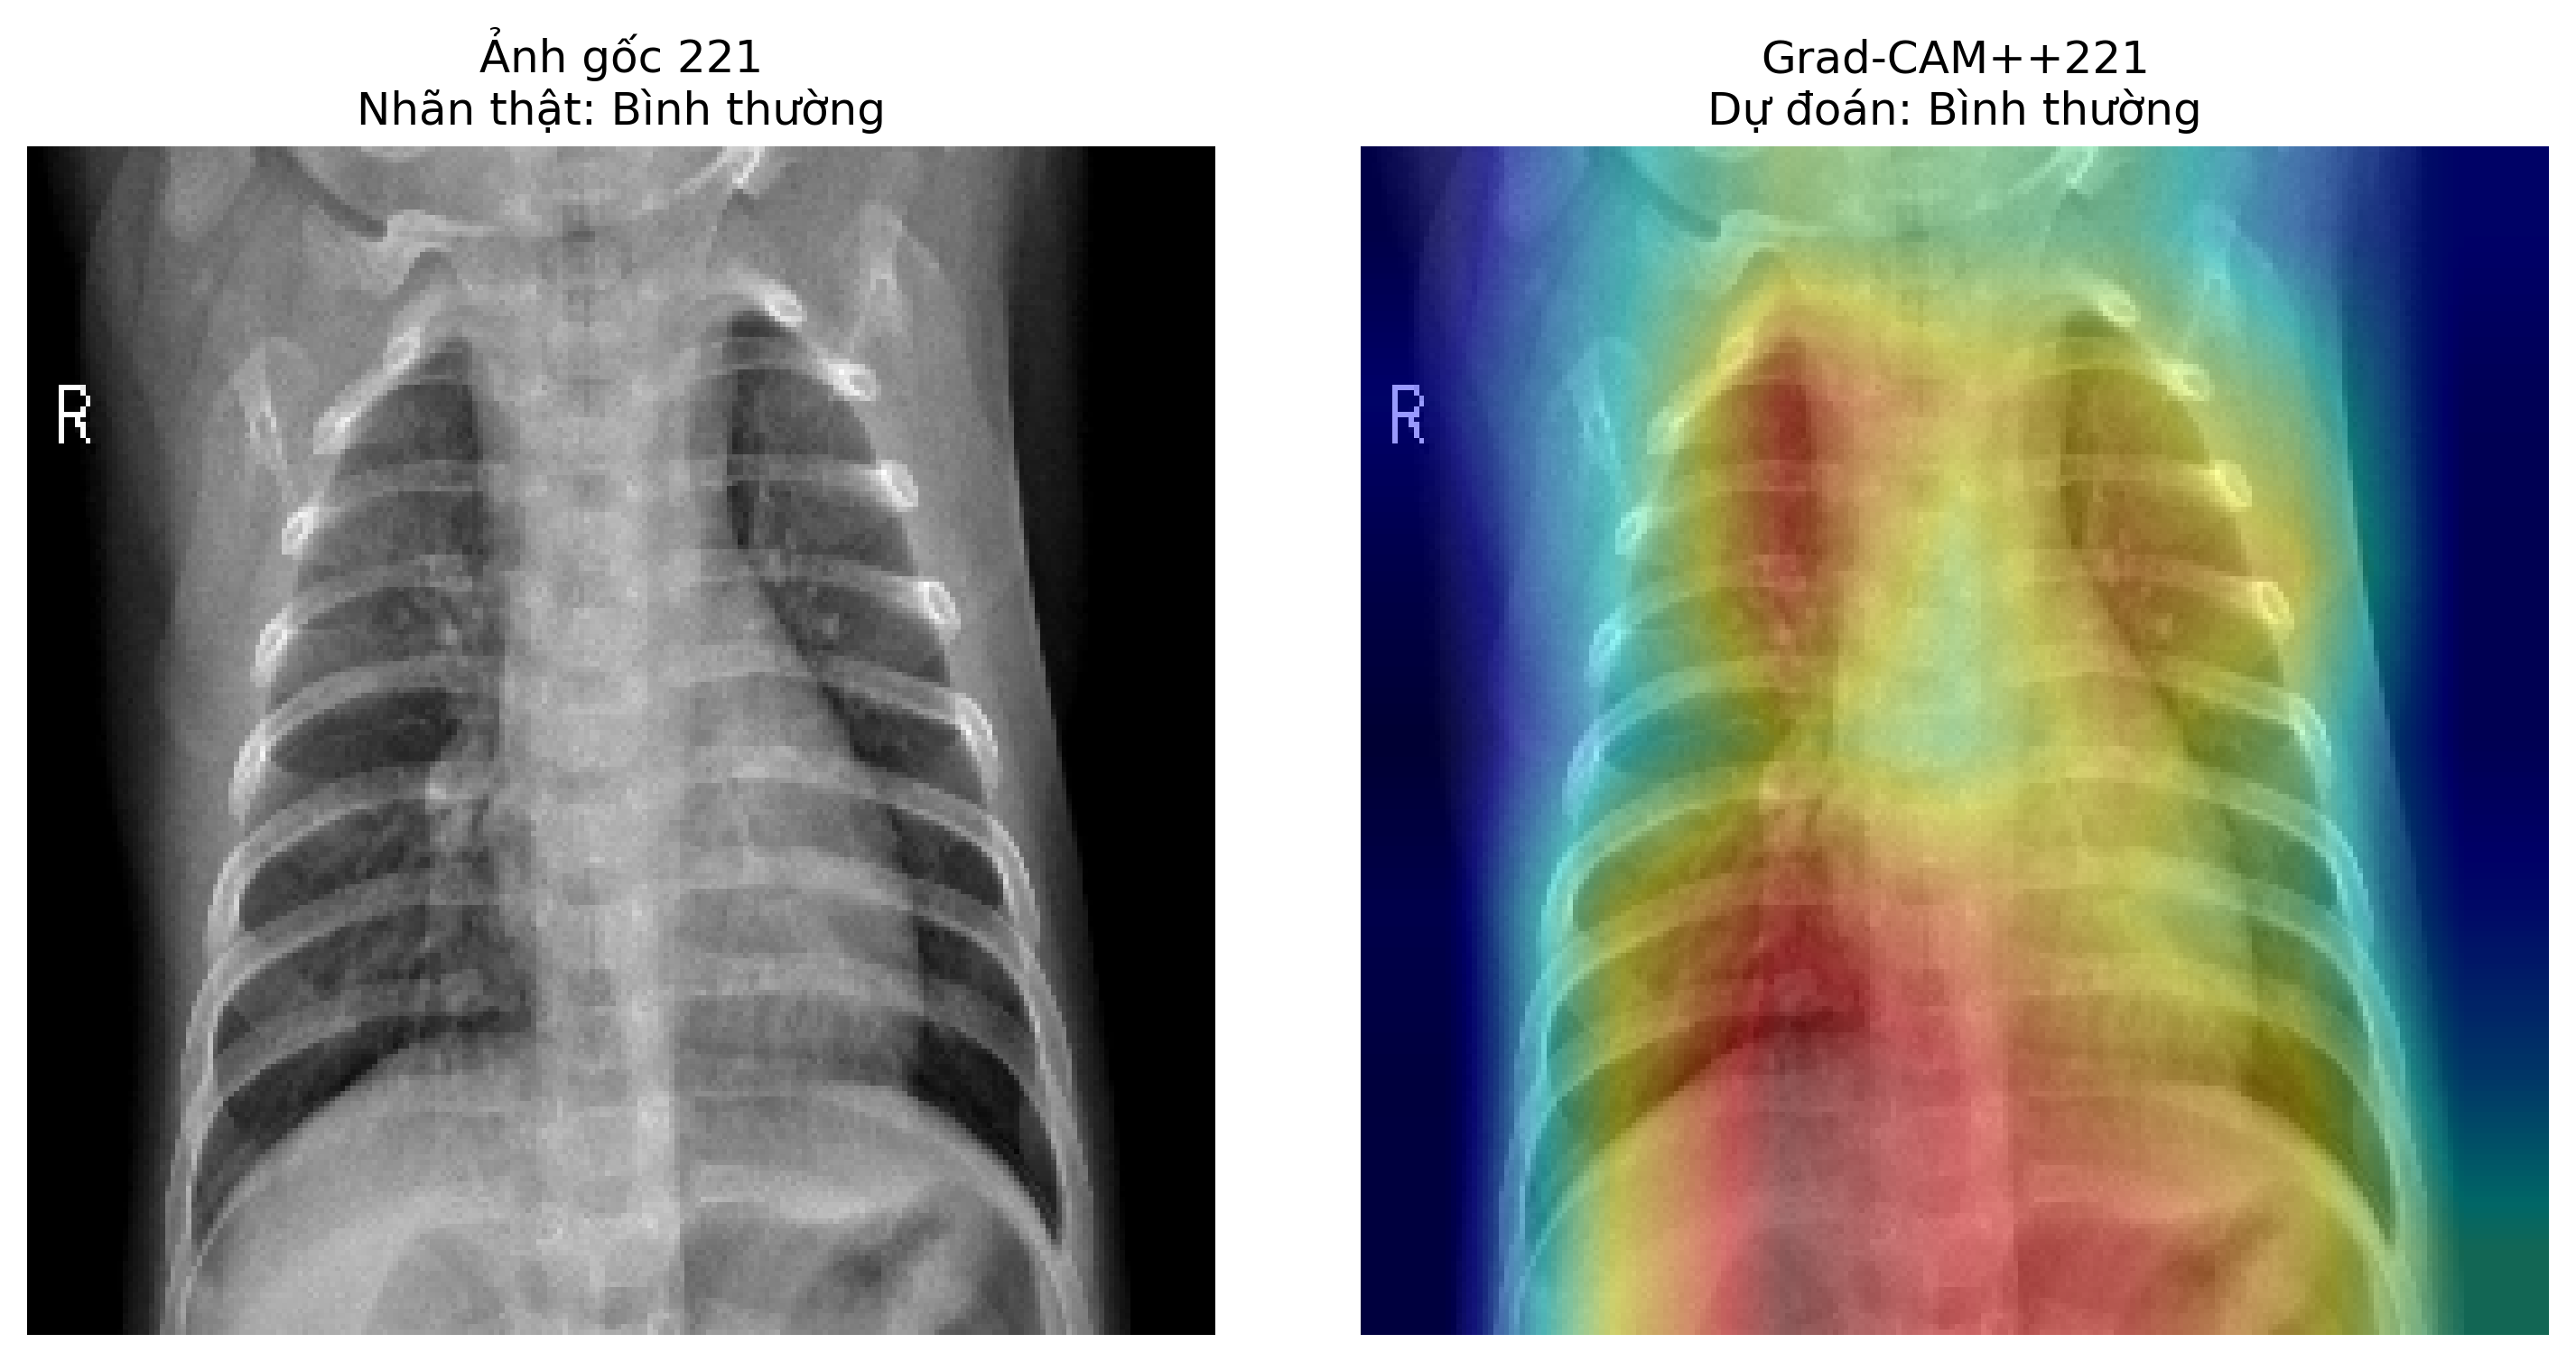 Ảnh gốc 221
Nhãn thật: Bình thường
Grad-CAM++221
Dự đoán: Bình thường
R
R